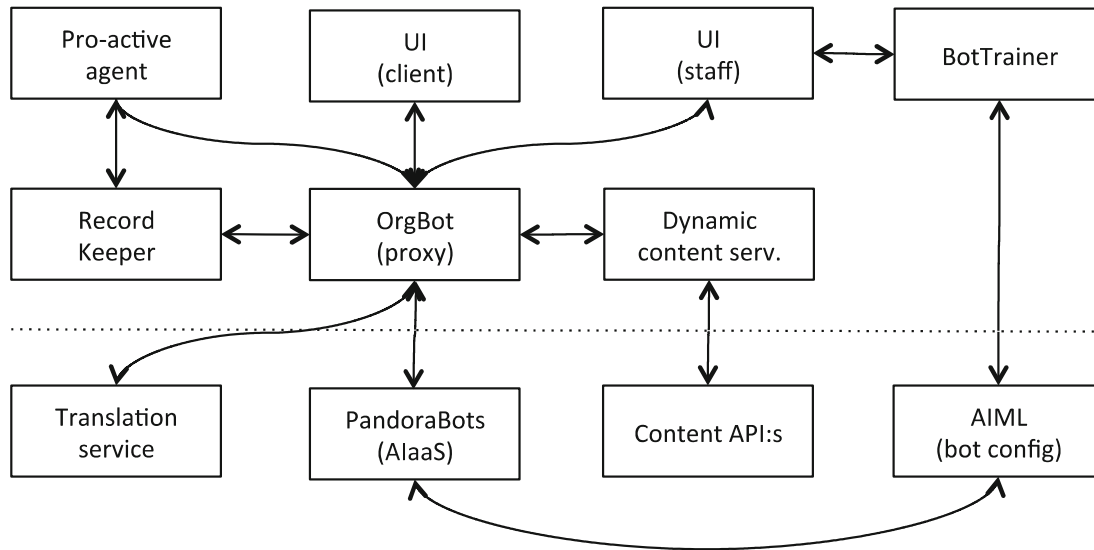 Pro-active
agent
UI
(client)
UI
(staff)
BotTrainer
Record
Keeper
OrgBot
(proxy)
Dynamic
content serv.
Translation
service
PandoraBots
(AIaaS)
Content API:s
AIML
(bot config)